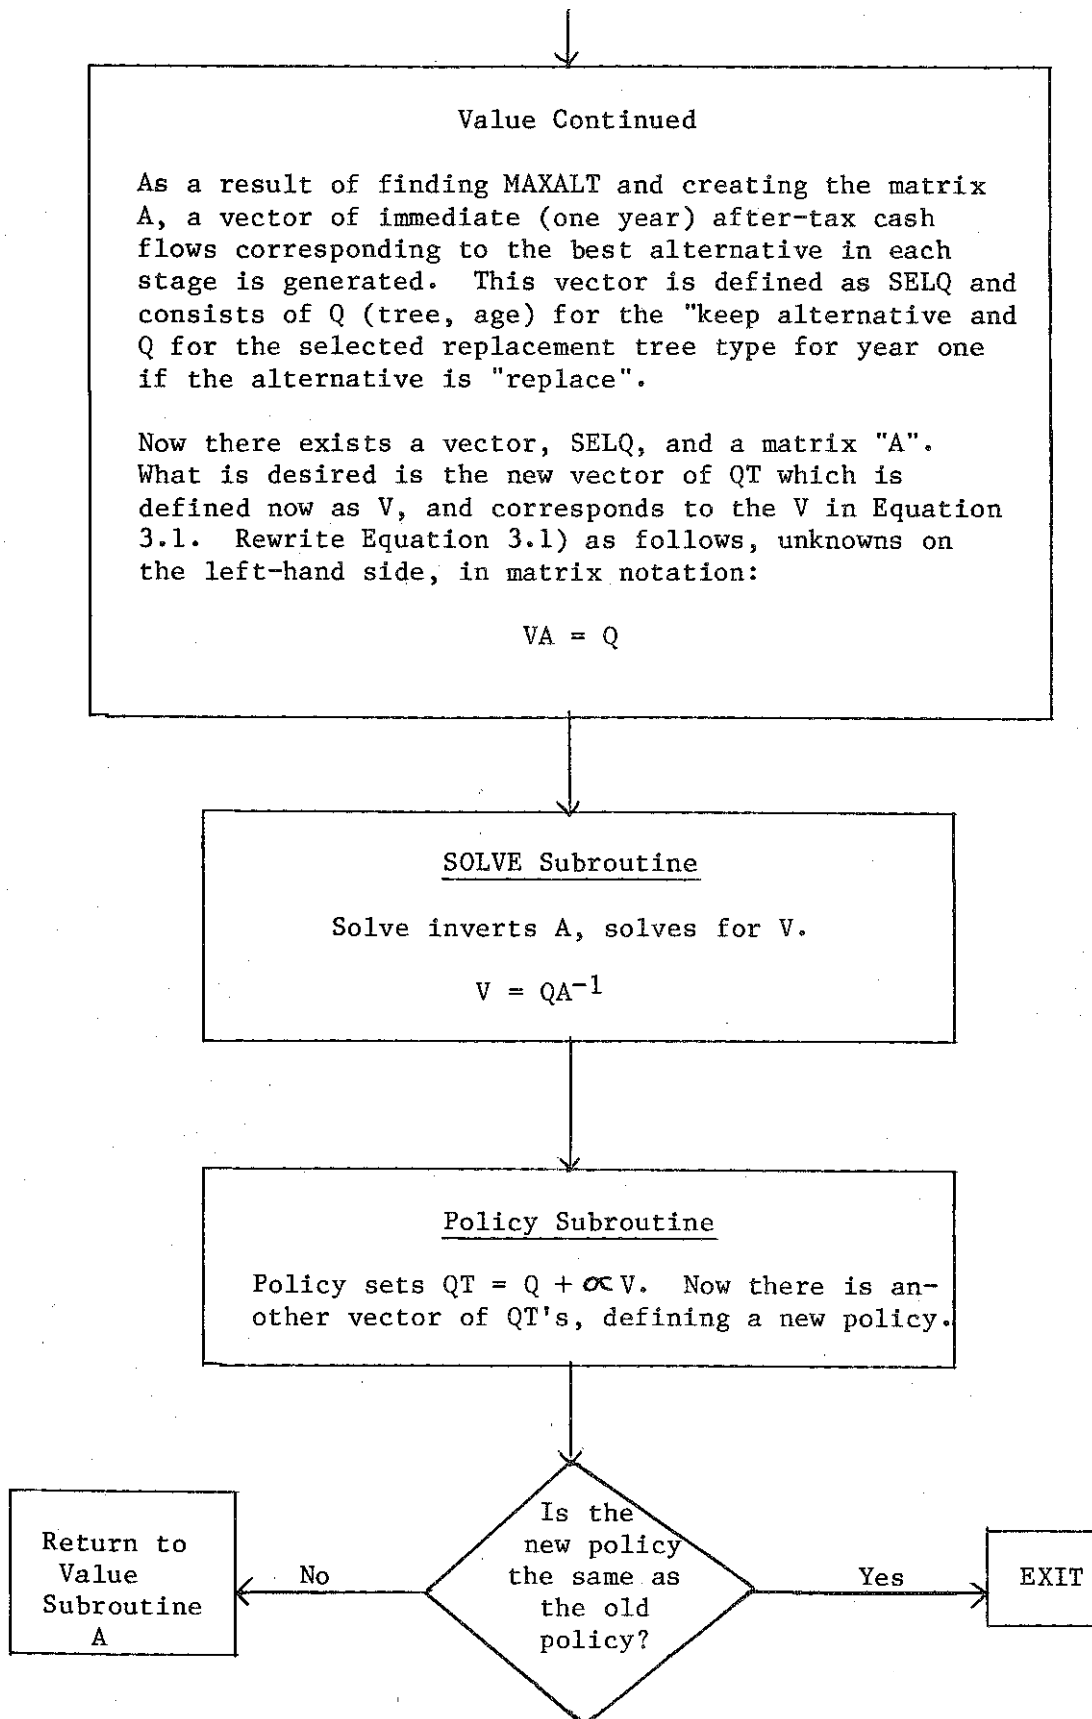 Value Continued
As a result of finding MAXALT and creating the matrix
A, a vector of immediate (one year) after-tax cash
flows corresponding to the best alternative in each
stage is generated. This vector is defined as SELQ and
consists of Q (tree, age) for the "keep alternative and
Q for the selected replacement tree type for year one
if the alternative is "replace".
Now there exists a vector, SELQ, and a matrix "A".
What is desired is the new vector of QT which is
defined now as V, and corresponds to the V in Equation
3.1. Rewrite Equation 3.1) as follows, unknowns on
the left-hand side, in matrix notation:
VA = Q
SOLVE Subroutine
Solve inverts A, solves for V.
V = QA⁻¹
Policy Subroutine
Policy sets QT = Q + αV. Now there is an-
other vector of QT's, defining a new policy.
Is the
new policy
the same as
the old
policy?
No
Yes
Return to
Value
Subroutine
A
EXIT